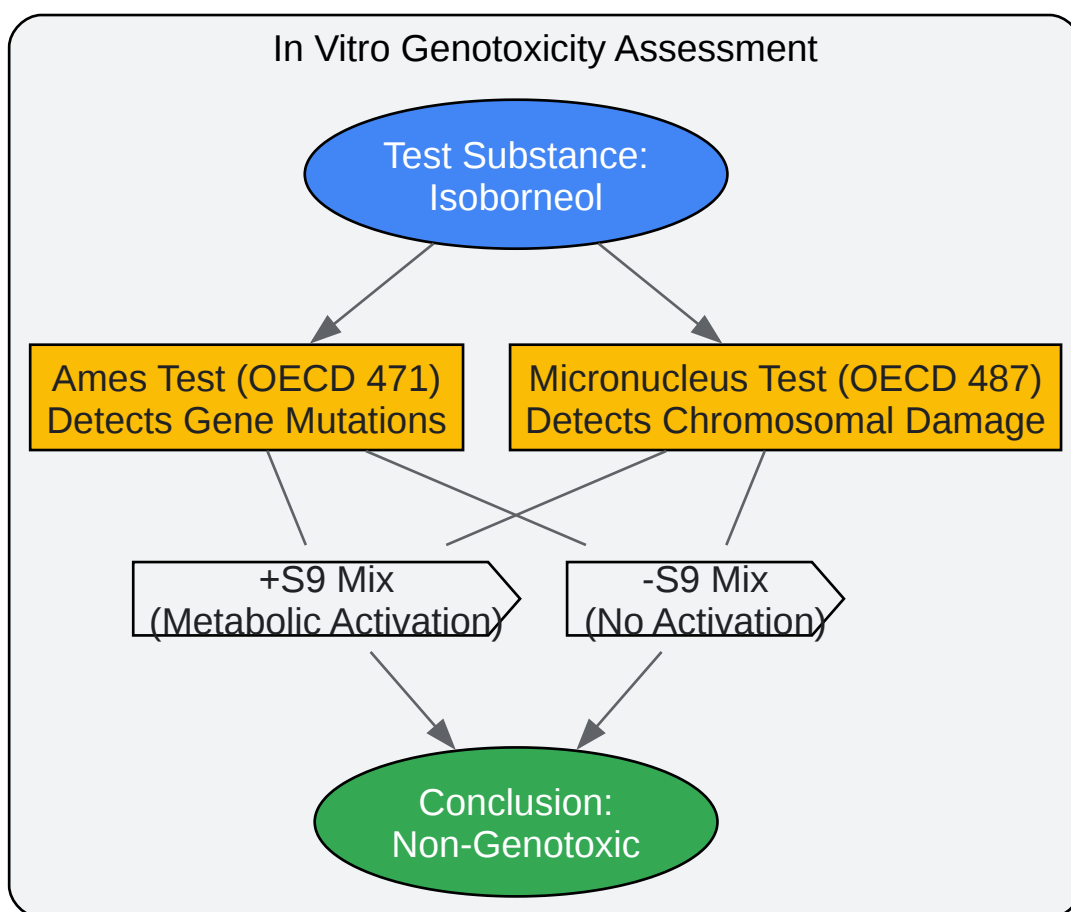 In Vitro Genotoxicity Assessment
Test Substance:
Isoborneol
Ames Test (OECD 471)
Detects Gene Mutations
Micronucleus Test (OECD 487)
Detects Chromosomal Damage
+S9 Mix
(Metabolic Activation)
-S9 Mix
(No Activation)
Conclusion:
Non-Genotoxic